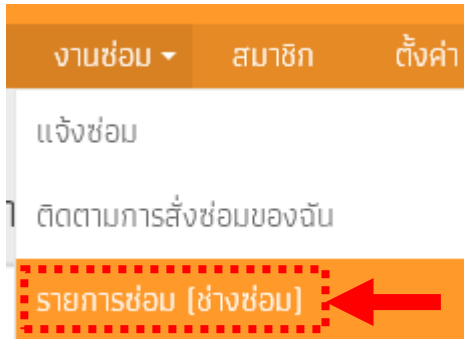 งานซ่อม สมาชิก ตั้งค่า
แจ้งซ่อม
ติดตามการสั่งซ่อมของฉัน
รายการซ่อม (ช่างซ่อม)